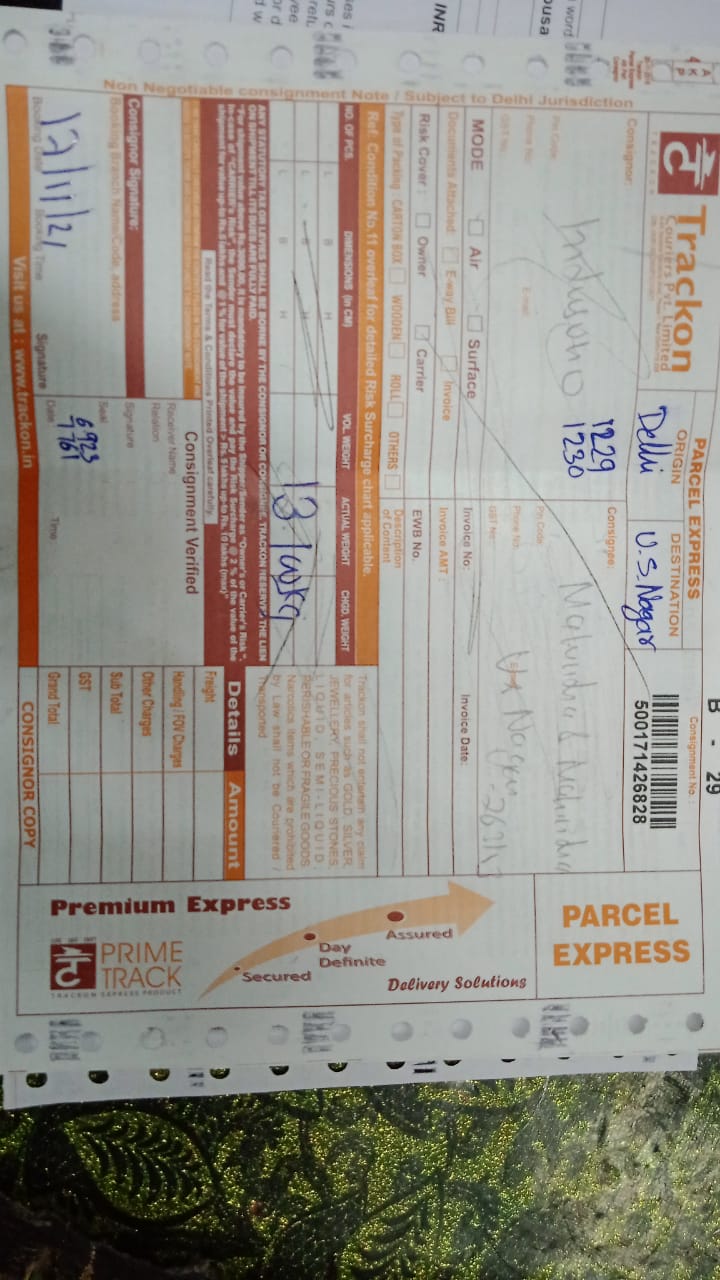 Non Negotiable consignment Note / Subject to Delhi Jurisdiction
Trackon
Couriers Pvt. Limited
PARCEL EXPRESS
ORIGIN
DESTINATION
Delhi
U.S. Nagar
Consignment No. :
500171426828
B - 29
Consignor:
1229
1230
Pin Code:
Phone No:
E-mail:
GST No:
Consignee:
Mahindra & Mahindra
Pin Code:
Phone No.
GST No:
MODE
Air
Surface
Invoice No:
Invoice Date:
Documents Attached
E-way Bill
Invoice
Invoice AMT :
Risk Cover :
Owner
Carrier
EWB No.
Type of Packing
CARTON BOX
WOODEN
ROLL
OTHERS
Description
of Content
Ref. Condition No. 11 overleaf for detailed Risk Surcharge chart applicable.
NO. OF PCS.
DIMENSIONS (in CM)
VOL. WEIGHT
ACTUAL WEIGHT
CHGD. WEIGHT
L B H
L B H
L B H
Trackon shall not entertain any claim
for articles such as GOLD, SILVER,
JEWELLERY, PRECIOUS STONES,
LIQUID, SEMI-LIQUID,
PERISHABLE OR FRAGILE GOODS
Narcotics items which are prohibited
by Law shall not be Couriered /
Transported
Read the Terms & Conditions Printed Overleaf carefully.
Details
Amount
Freight
Handling / FOV Charges
Other Charges
Sub Total
GST
Grand Total
Consignor Signature:
Booking Branch Name/Code, address
Consignment Verified
Receiver Name
Relation
Signature
Seal
6923
7761
12/11/21
Booking Date
Booking Time
Signature
Date
Time:
Visit us at : www.trackon.in
CONSIGNOR COPY
PARCEL
EXPRESS
Premium Express
Secured
Day
Definite
Assured
Delivery Solutions
PRIME
TRACK
TRACKON EXPRESS PRODUCT
INR